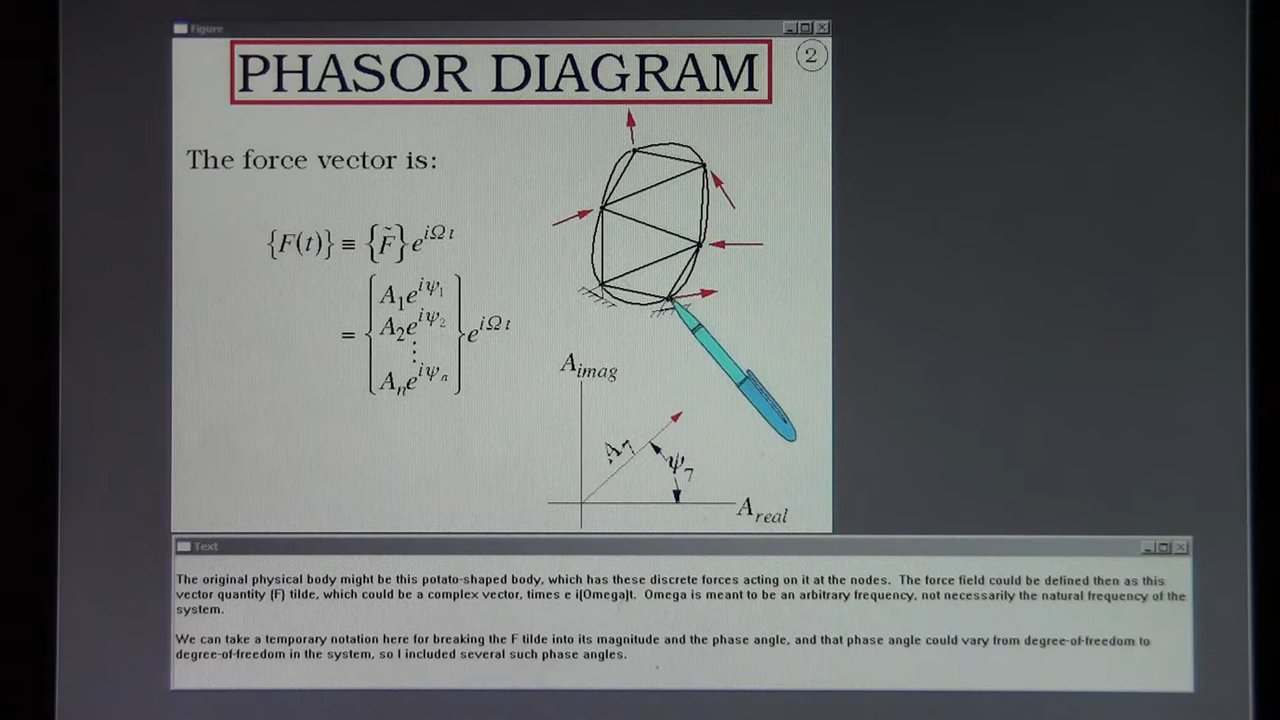 Figure
PHASOR DIAGRAM
2
The force vector is:
{F(t)} ≡ {F̃} e^{iΩt}
= {A₁e^{iψ₁} A₂e^{iψ₂} ⋮ Aₙe^{iψₙ}} e^{iΩt}
A_{imag}
A₇
ψ₇
A_{real}
Text
The original physical body might be this potato-shaped body, which has these discrete forces acting on it at the nodes. The force field could be defined then as this
vector quantity {F} tilde, which could be a complex vector, times e i[Omega]t. Omega is meant to be an arbitrary frequency, not necessarily the natural frequency of the
system.
We can take a temporary notation here for breaking the F tilde into its magnitude and the phase angle, and that phase angle could vary from degree-of-freedom to
degree-of-freedom in the system, so I included several such phase angles.